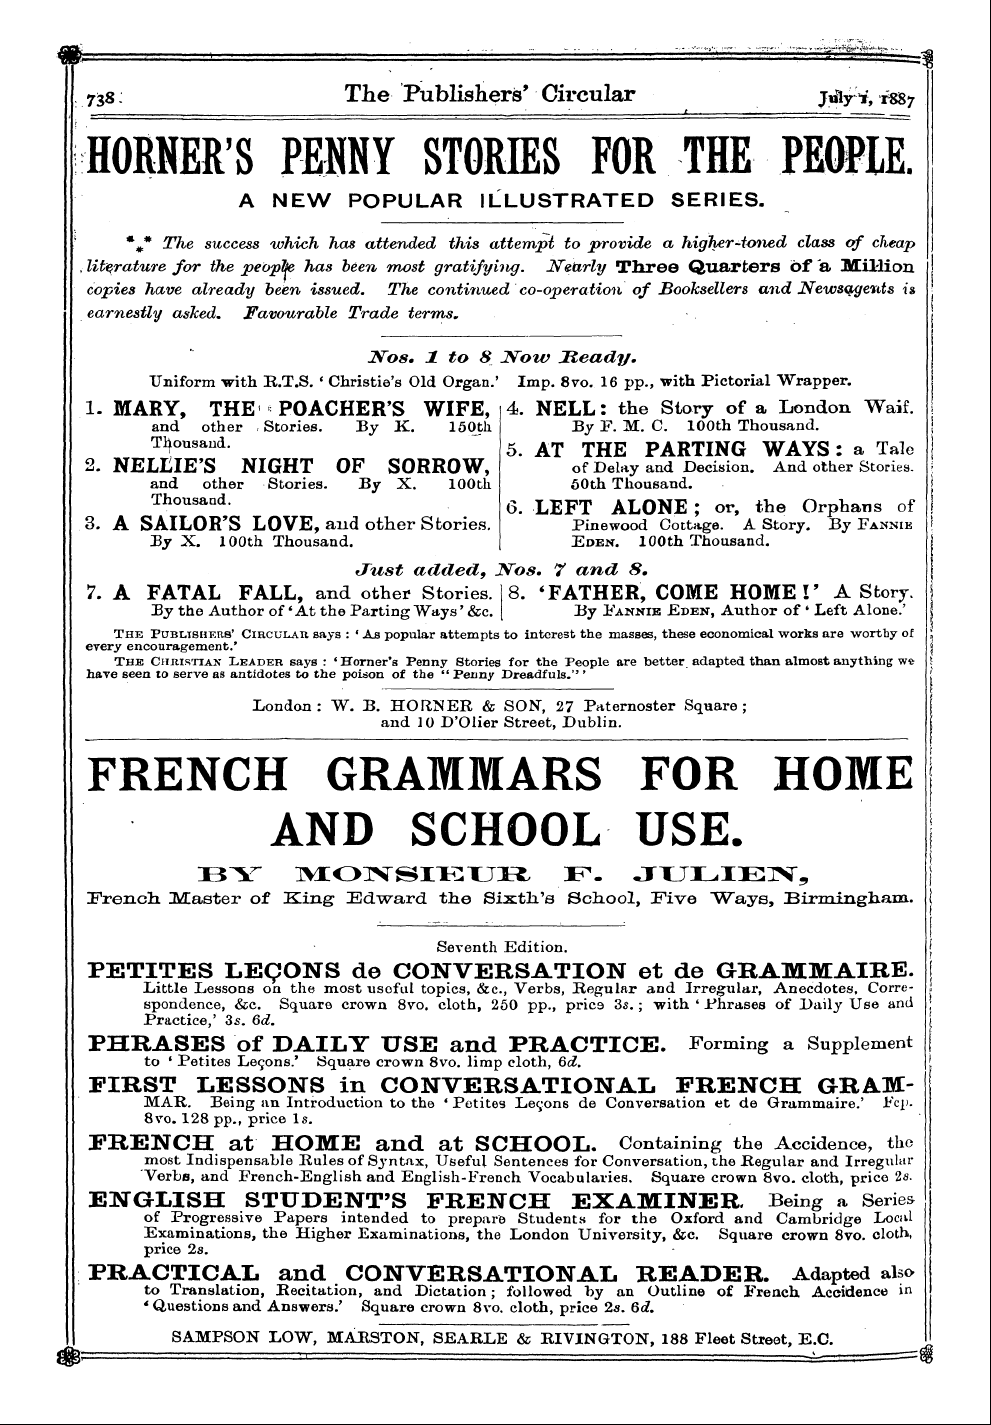 738
The Publishers' Circular
July 1, 1887
HORNER'S PENNY STORIES FOR THE PEOPLE.
A NEW POPULAR ILLUSTRATED SERIES.
*** The success which has attended this attempt to provide a higher-toned class of cheap
literature for the people has been most gratifying. Nearly Three Quarters of a Million
copies have already been issued. The continued co-operation of Booksellers and Newsagents is
earnestly asked. Favourable Trade terms.
Nos. 1 to 8 Now Ready.
Uniform with R.T.S. 'Christie's Old Organ.' Imp. 8vo. 16 pp., with Pictorial Wrapper.
1. MARY, THE POACHER'S WIFE,
and other Stories. By K. 150th
Thousand.
2. NELLIE'S NIGHT OF SORROW,
and other Stories. By X. 100th
Thousand.
3. A SAILOR'S LOVE, and other Stories.
By X. 100th Thousand.
4. NELL: the Story of a London Waif.
By F. M. C. 100th Thousand.
5. AT THE PARTING WAYS: a Tale
of Delay and Decision. And other Stories.
50th Thousand.
6. LEFT ALONE; or, the Orphans of
Pinewood Cottage. A Story. By FANNIE
EDEN. 100th Thousand.
Just added, Nos. 7 and 8.
7. A FATAL FALL, and other Stories.
By the Author of 'At the Parting Ways' &c.
8. 'FATHER, COME HOME!' A Story.
By FANNIE EDEN, Author of 'Left Alone.'
THE PUBLISHERS' CIRCULAR says: 'As popular attempts to interest the masses, these economical works are worthy of
every encouragement.'
THE CHRISTIAN LEADER says: 'Horner's Penny Stories for the People are better adapted than almost anything we
have seen to serve as antidotes to the poison of the "Penny Dreadfuls."'
London: W. B. HORNER & SON, 27 Paternoster Square;
and 10 D'Olier Street, Dublin.
FRENCH GRAMMARS FOR HOME
AND SCHOOL USE.
BY MONSIEUR F. JULIEN,
French Master of King Edward the Sixth's School, Five Ways, Birmingham.
Seventh Edition.
PETITES LEÇONS de CONVERSATION et de GRAMMAIRE.
Little Lessons on the most useful topics, &c., Verbs, Regular and Irregular, Anecdotes, Corre-
spondence, &c. Square crown 8vo. cloth, 250 pp., price 3s.; with 'Phrases of Daily Use and
Practice,' 3s. 6d.
PHRASES of DAILY USE and PRACTICE. Forming a Supplement
to 'Petites Leçons.' Square crown 8vo. limp cloth, 6d.
FIRST LESSONS in CONVERSATIONAL FRENCH GRAM-
MAR. Being an Introduction to the 'Petites Leçons de Conversation et de Grammaire.' Fcp.
8vo. 128 pp., price 1s.
FRENCH at HOME and at SCHOOL. Containing the Accidence, the
most Indispensable Rules of Syntax, Useful Sentences for Conversation, the Regular and Irregular
Verbs, and French-English and English-French Vocabularies. Square crown 8vo. cloth, price 2s.
ENGLISH STUDENT'S FRENCH EXAMINER. Being a Series
of Progressive Papers intended to prepare Students for the Oxford and Cambridge Local
Examinations, the Higher Examinations, the London University, &c. Square crown 8vo. cloth,
price 2s.
PRACTICAL and CONVERSATIONAL READER. Adapted also
to Translation, Recitation, and Dictation; followed by an Outline of French Accidence in
'Questions and Answers.' Square crown 8vo. cloth, price 2s. 6d.
SAMPSON LOW, MARSTON, SEARLE & RIVINGTON, 188 Fleet Street, E.C.